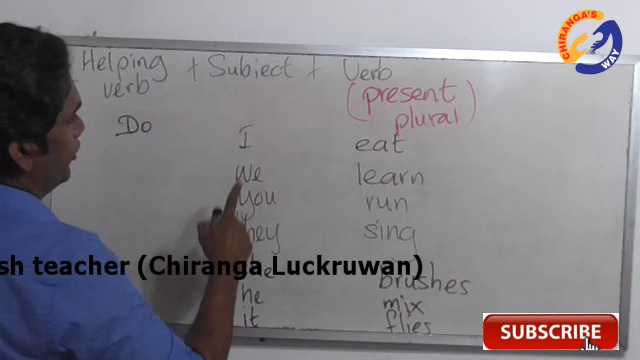 CHIRANGA'S
WAY
Helping + Subject + Verb
verb
(present
plural)
Do
I eat
we learn
you run
they sing
sh teacher (Chiranga Luckruwan)
brushes
he mix
it flies
SUBSCRIBE